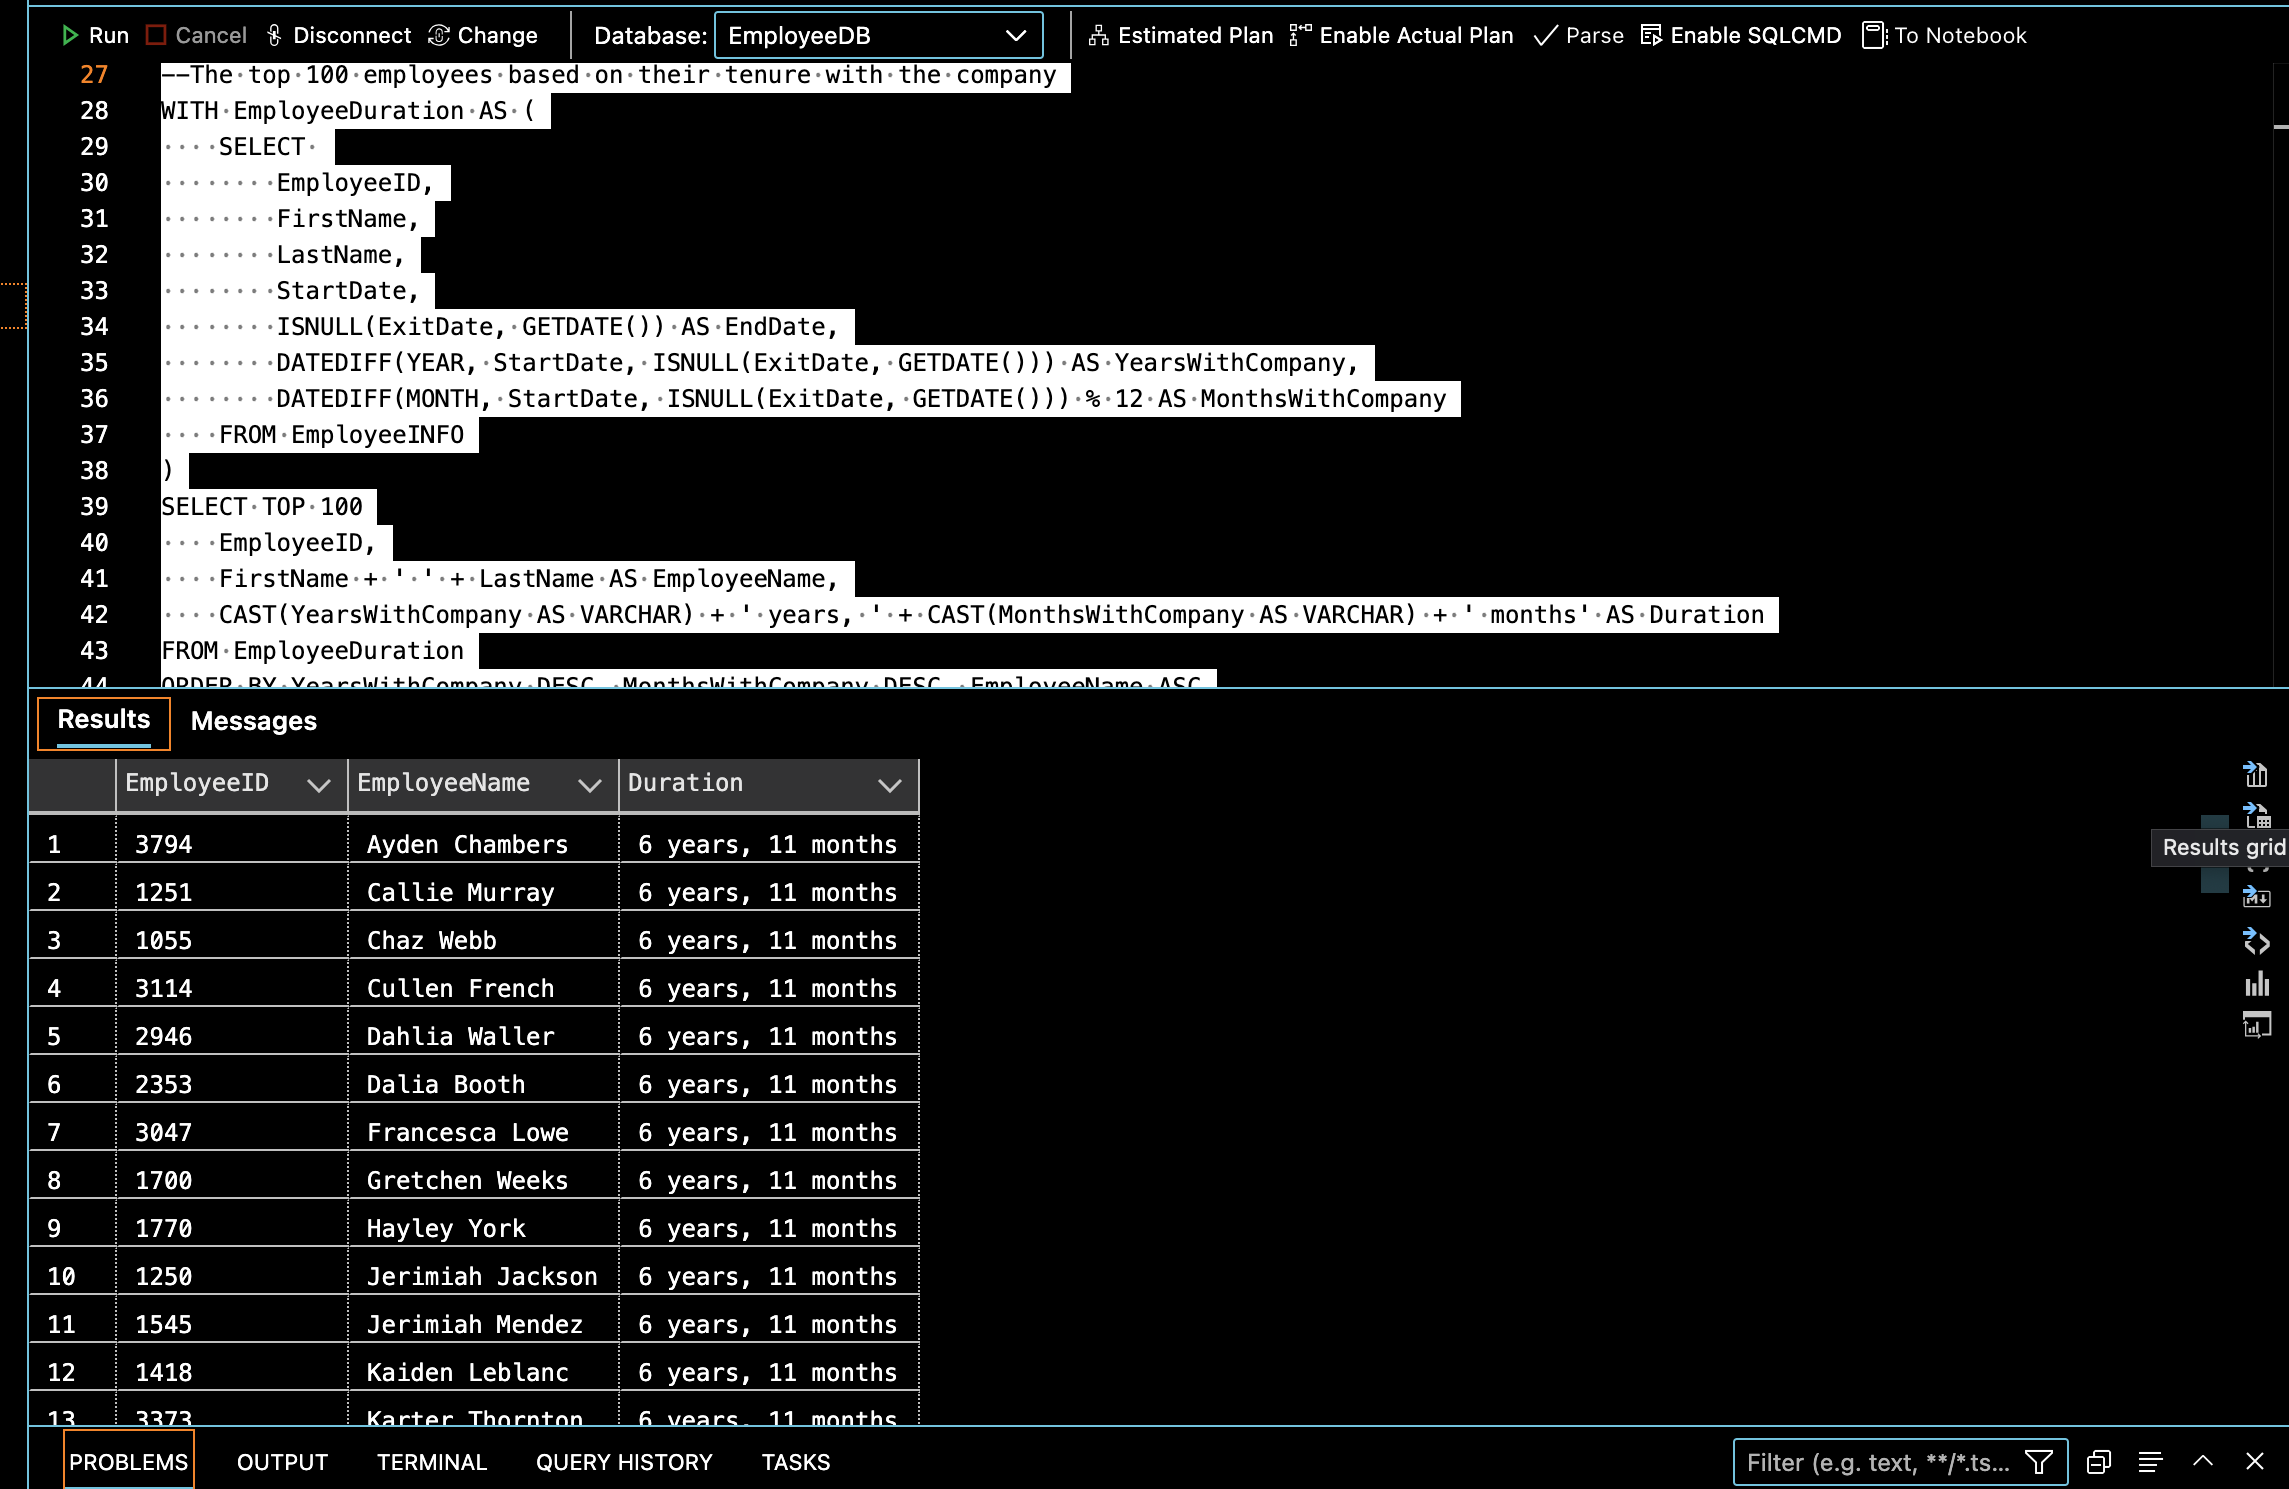 Run Cancel Disconnect Change Database: EmployeeDB Estimated Plan Enable Actual Plan Parse Enable SQLCMD To Notebook
27 --The top 100 employees based on their tenure with the company
28 WITH EmployeeDuration AS (
29     SELECT
30         EmployeeID,
31         FirstName,
32         LastName,
33         StartDate,
34         ISNULL(ExitDate, GETDATE()) AS EndDate,
35         DATEDIFF(YEAR, StartDate, ISNULL(ExitDate, GETDATE())) AS YearsWithCompany,
36         DATEDIFF(MONTH, StartDate, ISNULL(ExitDate, GETDATE())) % 12 AS MonthsWithCompany
37     FROM EmployeeINFO
38 )
39 SELECT TOP 100
40     EmployeeID,
41     FirstName + ' ' + LastName AS EmployeeName,
42     CAST(YearsWithCompany AS VARCHAR) + ' years, ' + CAST(MonthsWithCompany AS VARCHAR) + ' months' AS Duration
43 FROM EmployeeDuration
44 ORDER BY YearsWithCompany DESC, MonthsWithCompany DESC, EmployeeName ASC
Results Messages
EmployeeID EmployeeName Duration
1 3794 Ayden Chambers 6 years, 11 months
2 1251 Callie Murray 6 years, 11 months
3 1055 Chaz Webb 6 years, 11 months
4 3114 Cullen French 6 years, 11 months
5 2946 Dahlia Waller 6 years, 11 months
6 2353 Dalia Booth 6 years, 11 months
7 3047 Francesca Lowe 6 years, 11 months
8 1700 Gretchen Weeks 6 years, 11 months
9 1770 Hayley York 6 years, 11 months
10 1250 Jerimiah Jackson 6 years, 11 months
11 1545 Jerimiah Mendez 6 years, 11 months
12 1418 Kaiden Leblanc 6 years, 11 months
13 3373 Karter Thornton 6 years, 11 months
Results grid
PROBLEMS OUTPUT TERMINAL QUERY HISTORY TASKS Filter (e.g. text, **/*.ts...